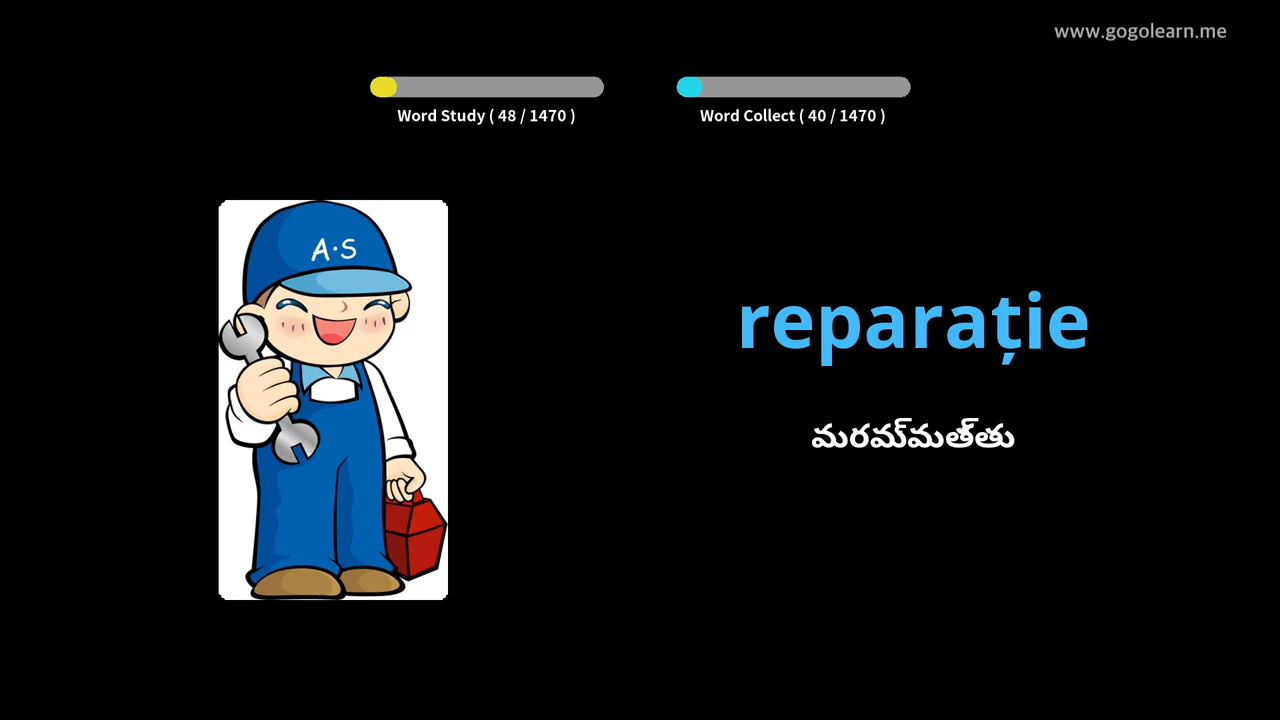 www.gogolearn.me
Word Study ( 48 / 1470 )
Word Collect ( 40 / 1470 )
A·S
reparație
మరమ్మత్తు